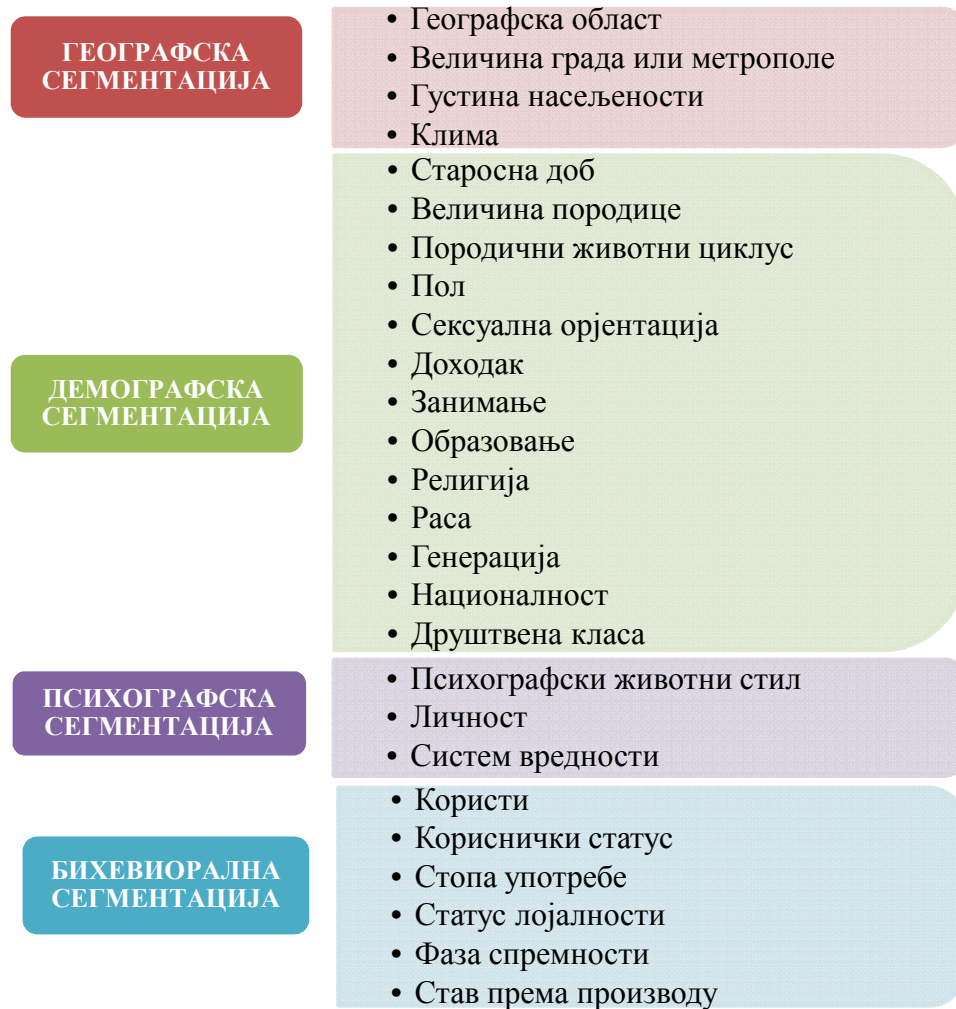 ГЕОГРАФСКА
СЕГМЕНТАЦИЈА
• Географска област
• Величина града или метрополе
• Густина насељености
• Клима
ДЕМОГРАФСКА
СЕГМЕНТАЦИЈА
• Старосна доб
• Величина породице
• Породични животни циклус
• Пол
• Сексуална орјентација
• Доходак
• Занимање
• Образовање
• Религија
• Раса
• Генерација
• Националност
• Друштвена класа
ПСИХОГРАФСКА
СЕГМЕНТАЦИЈА
• Психографски животни стил
• Личност
• Систем вредности
БИХЕВИОРАЛНА
СЕГМЕНТАЦИЈА
• Користи
• Кориснички статус
• Стопа употребе
• Статус лојалности
• Фаза спремности
• Став према производу